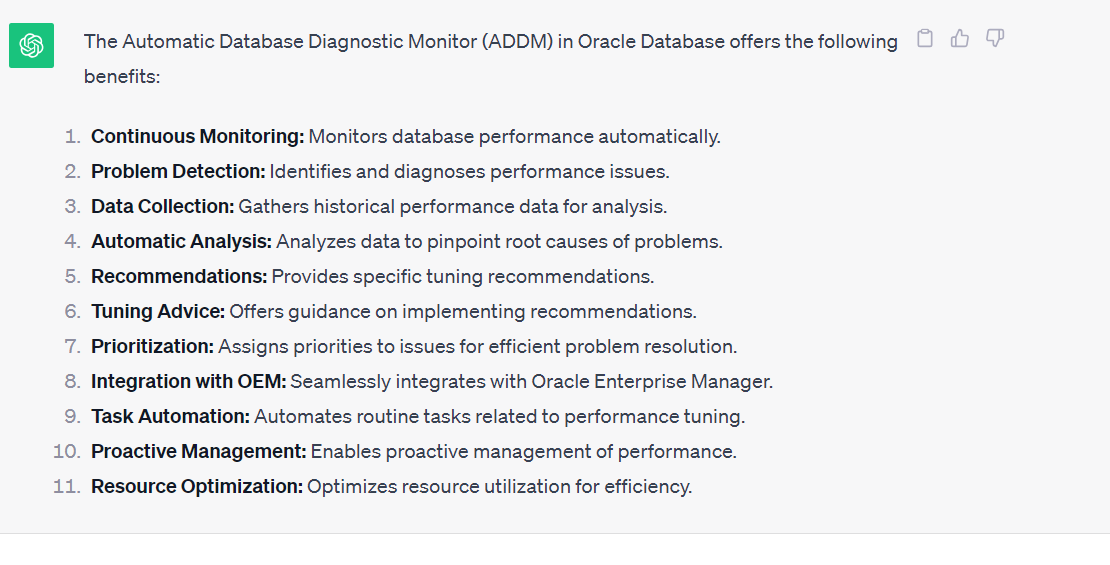 The Automatic Database Diagnostic Monitor (ADDM) in Oracle Database offers the following
benefits:
1. Continuous Monitoring: Monitors database performance automatically.
2. Problem Detection: Identifies and diagnoses performance issues.
3. Data Collection: Gathers historical performance data for analysis.
4. Automatic Analysis: Analyzes data to pinpoint root causes of problems.
5. Recommendations: Provides specific tuning recommendations.
6. Tuning Advice: Offers guidance on implementing recommendations.
7. Prioritization: Assigns priorities to issues for efficient problem resolution.
8. Integration with OEM: Seamlessly integrates with Oracle Enterprise Manager.
9. Task Automation: Automates routine tasks related to performance tuning.
10. Proactive Management: Enables proactive management of performance.
11. Resource Optimization: Optimizes resource utilization for efficiency.